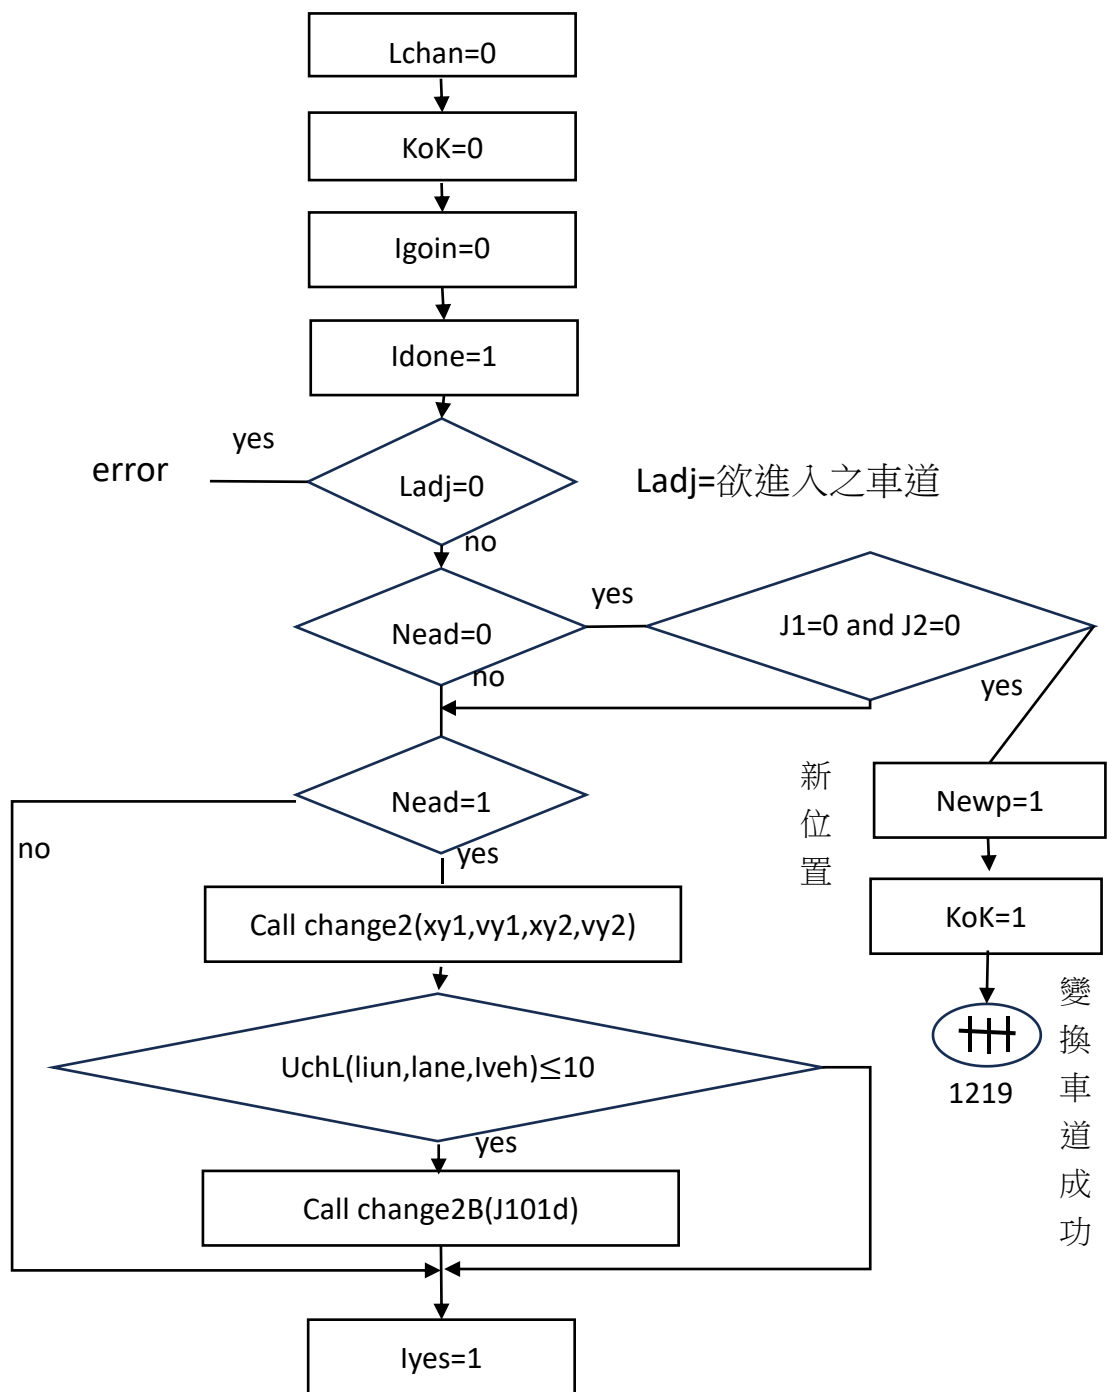 Lchan=0
KoK=0
Igoin=0
Idone=1
yes
error
Ladj=0
Ladj=欲進入之車道
no
yes
Nead=0
J1=0 and J2=0
no
yes
新位置
Nead=1
Newp=1
no
yes
Call change2(xy1,vy1,xy2,vy2)
KoK=1
變換車道成功
UchL(liun,lane,Iveh)≤10
1219
yes
Call change2B(J101d)
Iyes=1